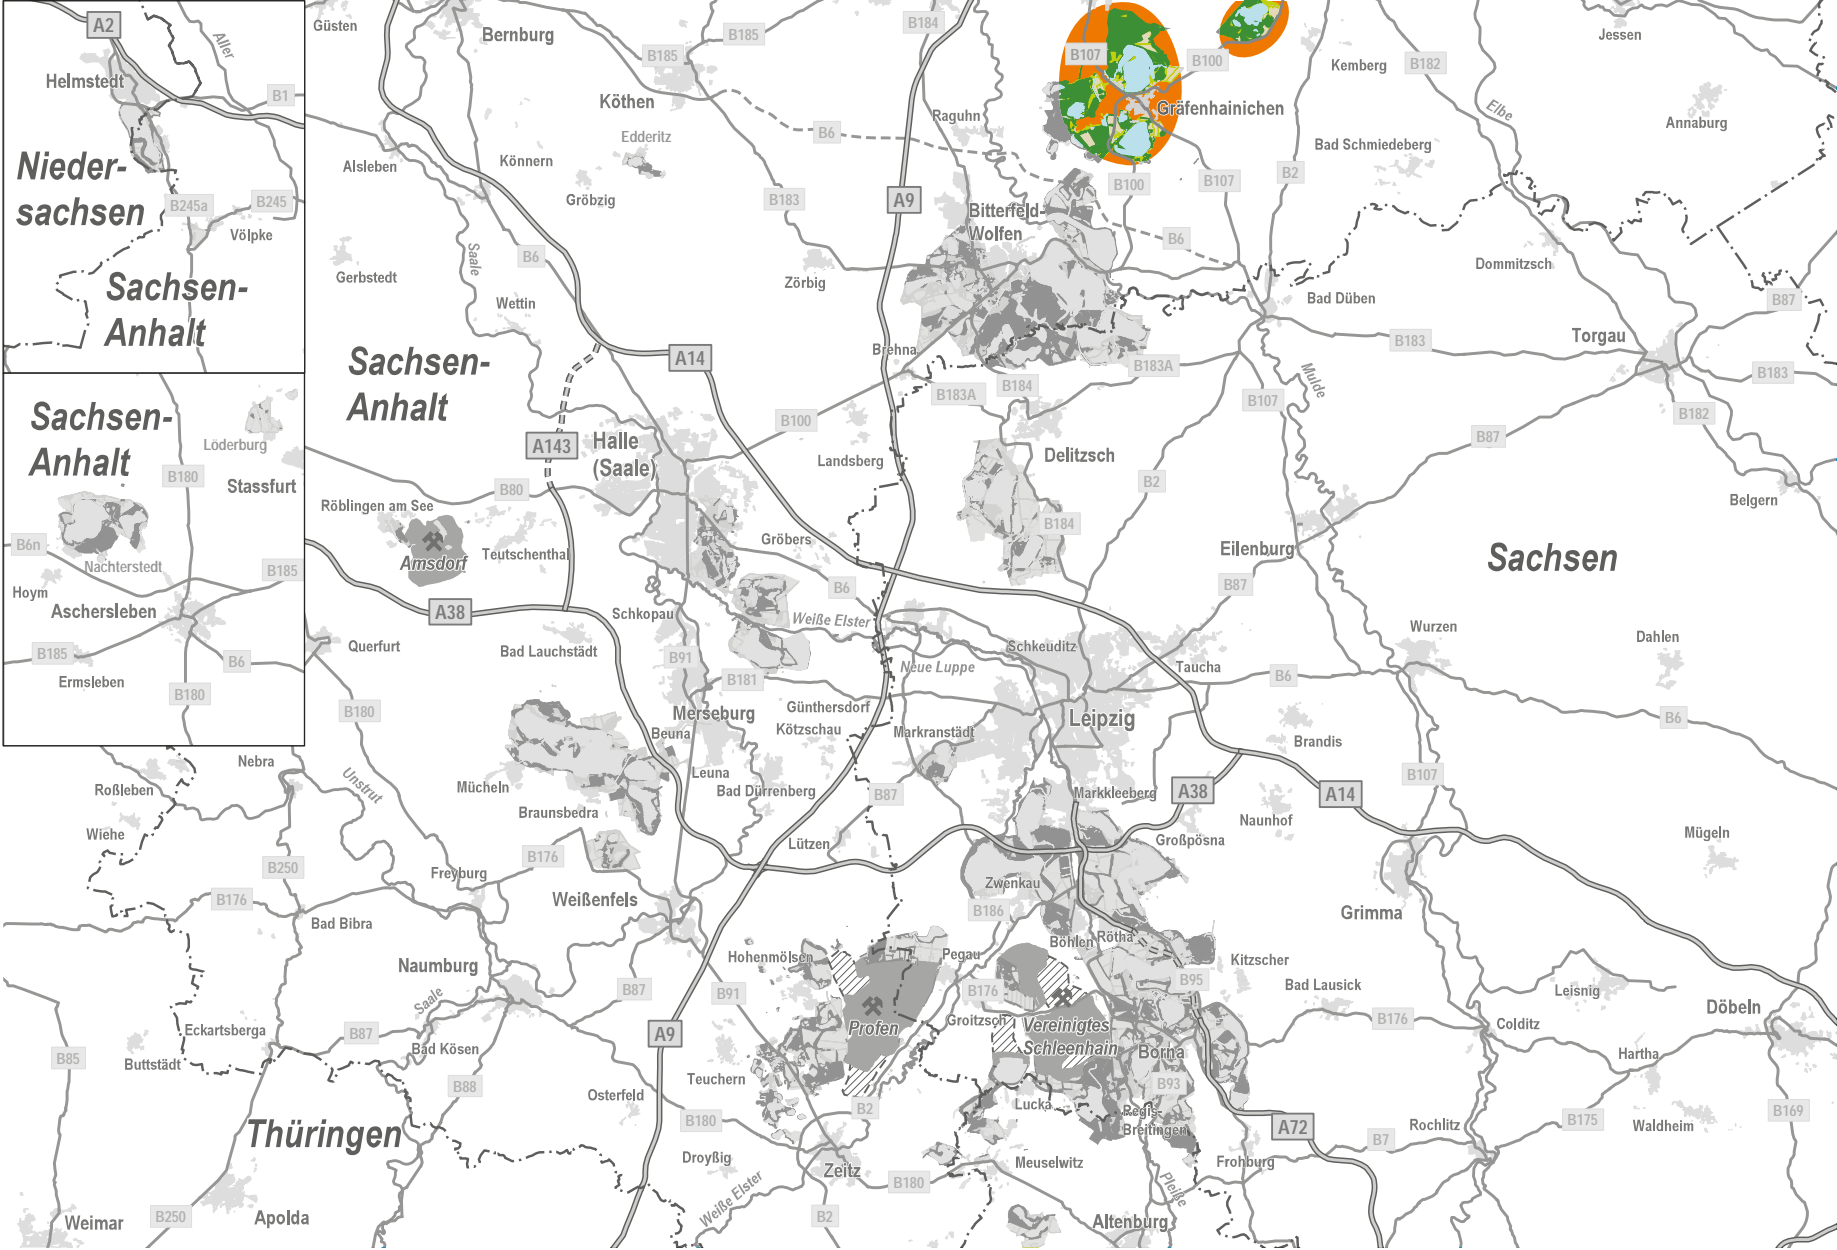 A2
Aller
Helmstedt
B1
Nieder-
sachsen
B245a
B245
Völpke
Sachsen-
Anhalt
Sachsen-
Anhalt
Löderburg
B180
Stassfurt
B6n
Nachterstedt
Hoym
B185
Aschersleben
B185
B6
Ermsleben
B180
Güsten
Bernburg
B185
B185
B184
Köthen
Edderitz
B6
Raguhn
Alsleben
Könnern
Gröbzig
B183
A9
Bitterfeld-
Wolfen
B107
B100
Gräfenhainichen
B100
B107
B2
B6
Kemberg
B182
Jessen
Elbe
Annaburg
Bad Schmiedeberg
Saale
B6
Gerbstedt
Wettin
Zörbig
Dommitzsch
Bad Düben
B87
Torgau
B183
B183
B182
Sachsen-
Anhalt
A14
Brehna
B183A
B184
B183A
B107
Mulde
B100
B87
A143
Halle
(Saale)
Landsberg
Delitzsch
B2
Belgern
B80
Röblingen am See
Amsdorf
Teutschenthal
Gröbers
B184
Eilenburg
Sachsen
B87
B6
A38
Schkopau
Weiße Elster
Querfurt
Bad Lauchstädt
B91
B181
Neue Luppe
Schkeuditz
Taucha
B6
Wurzen
Dahlen
B180
Merseburg
Günthersdorf
Kötzschau
Beuna
Markranstädt
Leipzig
Brandis
B6
Nebra
Unstrut
Roßleben
Mücheln
Leuna
Bad Dürrenberg
B87
Markkleeberg
A38
A14
B107
Braunsbedra
Wiehe
Naunhof
Großpösna
Mügeln
Lützen
B176
B250
Freyburg
Zwenkau
B176
Weißenfels
B186
Grimma
Bad Bibra
Böhlen
Rötha
Naumburg
Hohenmölsen
Pegau
Kitzscher
B95
Bad Lausick
Leisnig
Saale
B87
B91
B176
Döbeln
Eckartsberga
B87
A9
Profen
Groitzsch
Vereinigtes
Schleenhain
Borna
B176
Colditz
B85
Buttstädt
Bad Kösen
Hartha
Teuchern
B88
Osterfeld
B93
B2
Lucka
Regis-
Breitingen
B180
A72
B175
B169
Waldheim
Rochlitz
B7
Thüringen
Droyßig
Zeitz
Meuselwitz
Frohburg
B180
Weiße Elster
Pleiße
Weimar
B250
Apolda
B2
Altenburg